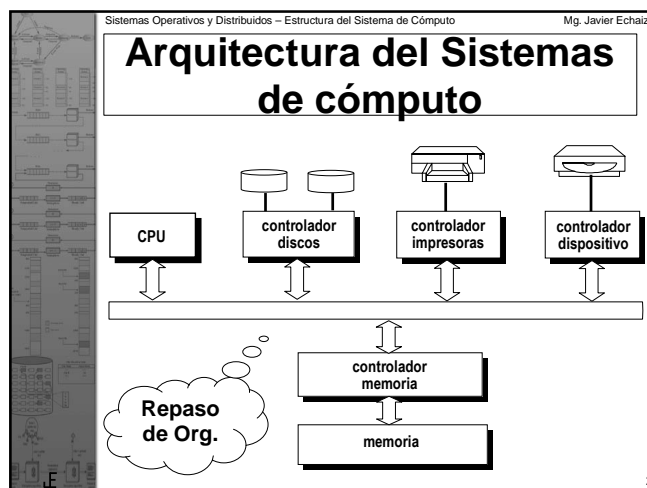 Sistemas Operativos y Distribuidos – Estructura del Sistema de Cómputo
Mg. Javier Echaiz
Arquitectura del Sistemas
de cómputo
CPU
controlador
discos
controlador
impresoras
controlador
dispositivo
controlador
memoria
memoria
Repaso
de Org.
JE